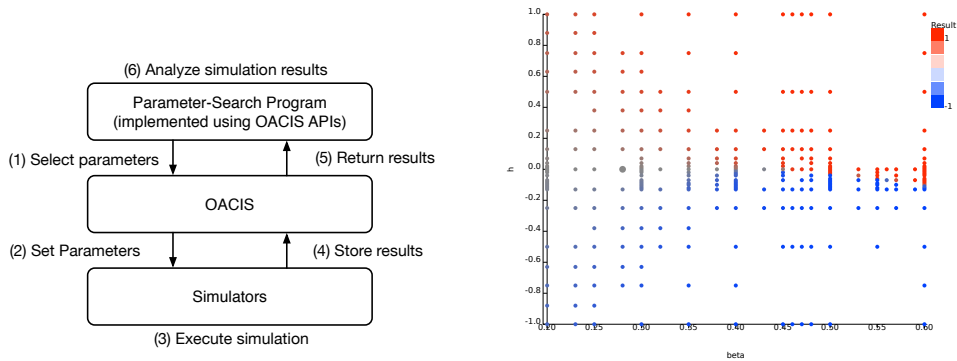 (6) Analyze simulation results
Parameter-Search Program
(implemented using OACIS APIs)
(1) Select parameters
(5) Return results
OACIS
(2) Set Parameters
(4) Store results
Simulators
(3) Execute simulation
Result
1
-1
1.0
0.8
0.6
0.4
0.2
0.0
-0.2
-0.4
-0.6
-0.8
-1.0
h
0.20
0.25
0.30
0.35
0.40
0.45
0.50
0.55
0.60
beta